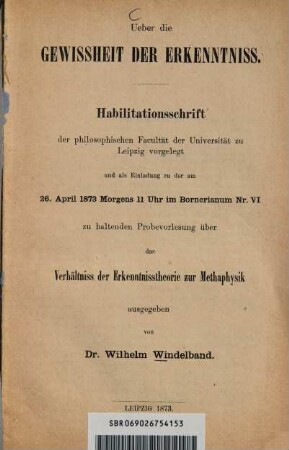 C
Ueber die
GEWISSHEIT DER ERKENNTNISS.
Habilitationsschrift
der philosophischen Facultät der Universität zu
Leipzig vorgelegt
und als Einladung zu der am
26. April 1873 Morgens 11 Uhr im Bornerianum Nr. VI
zu haltenden Probevorlesung über
das
Verhältniss der Erkenntnisstheorie zur Methaphysik
ausgegeben
von
Dr. Wilhelm Windelband.
LEIPZIG 1873.
SBR069026754153